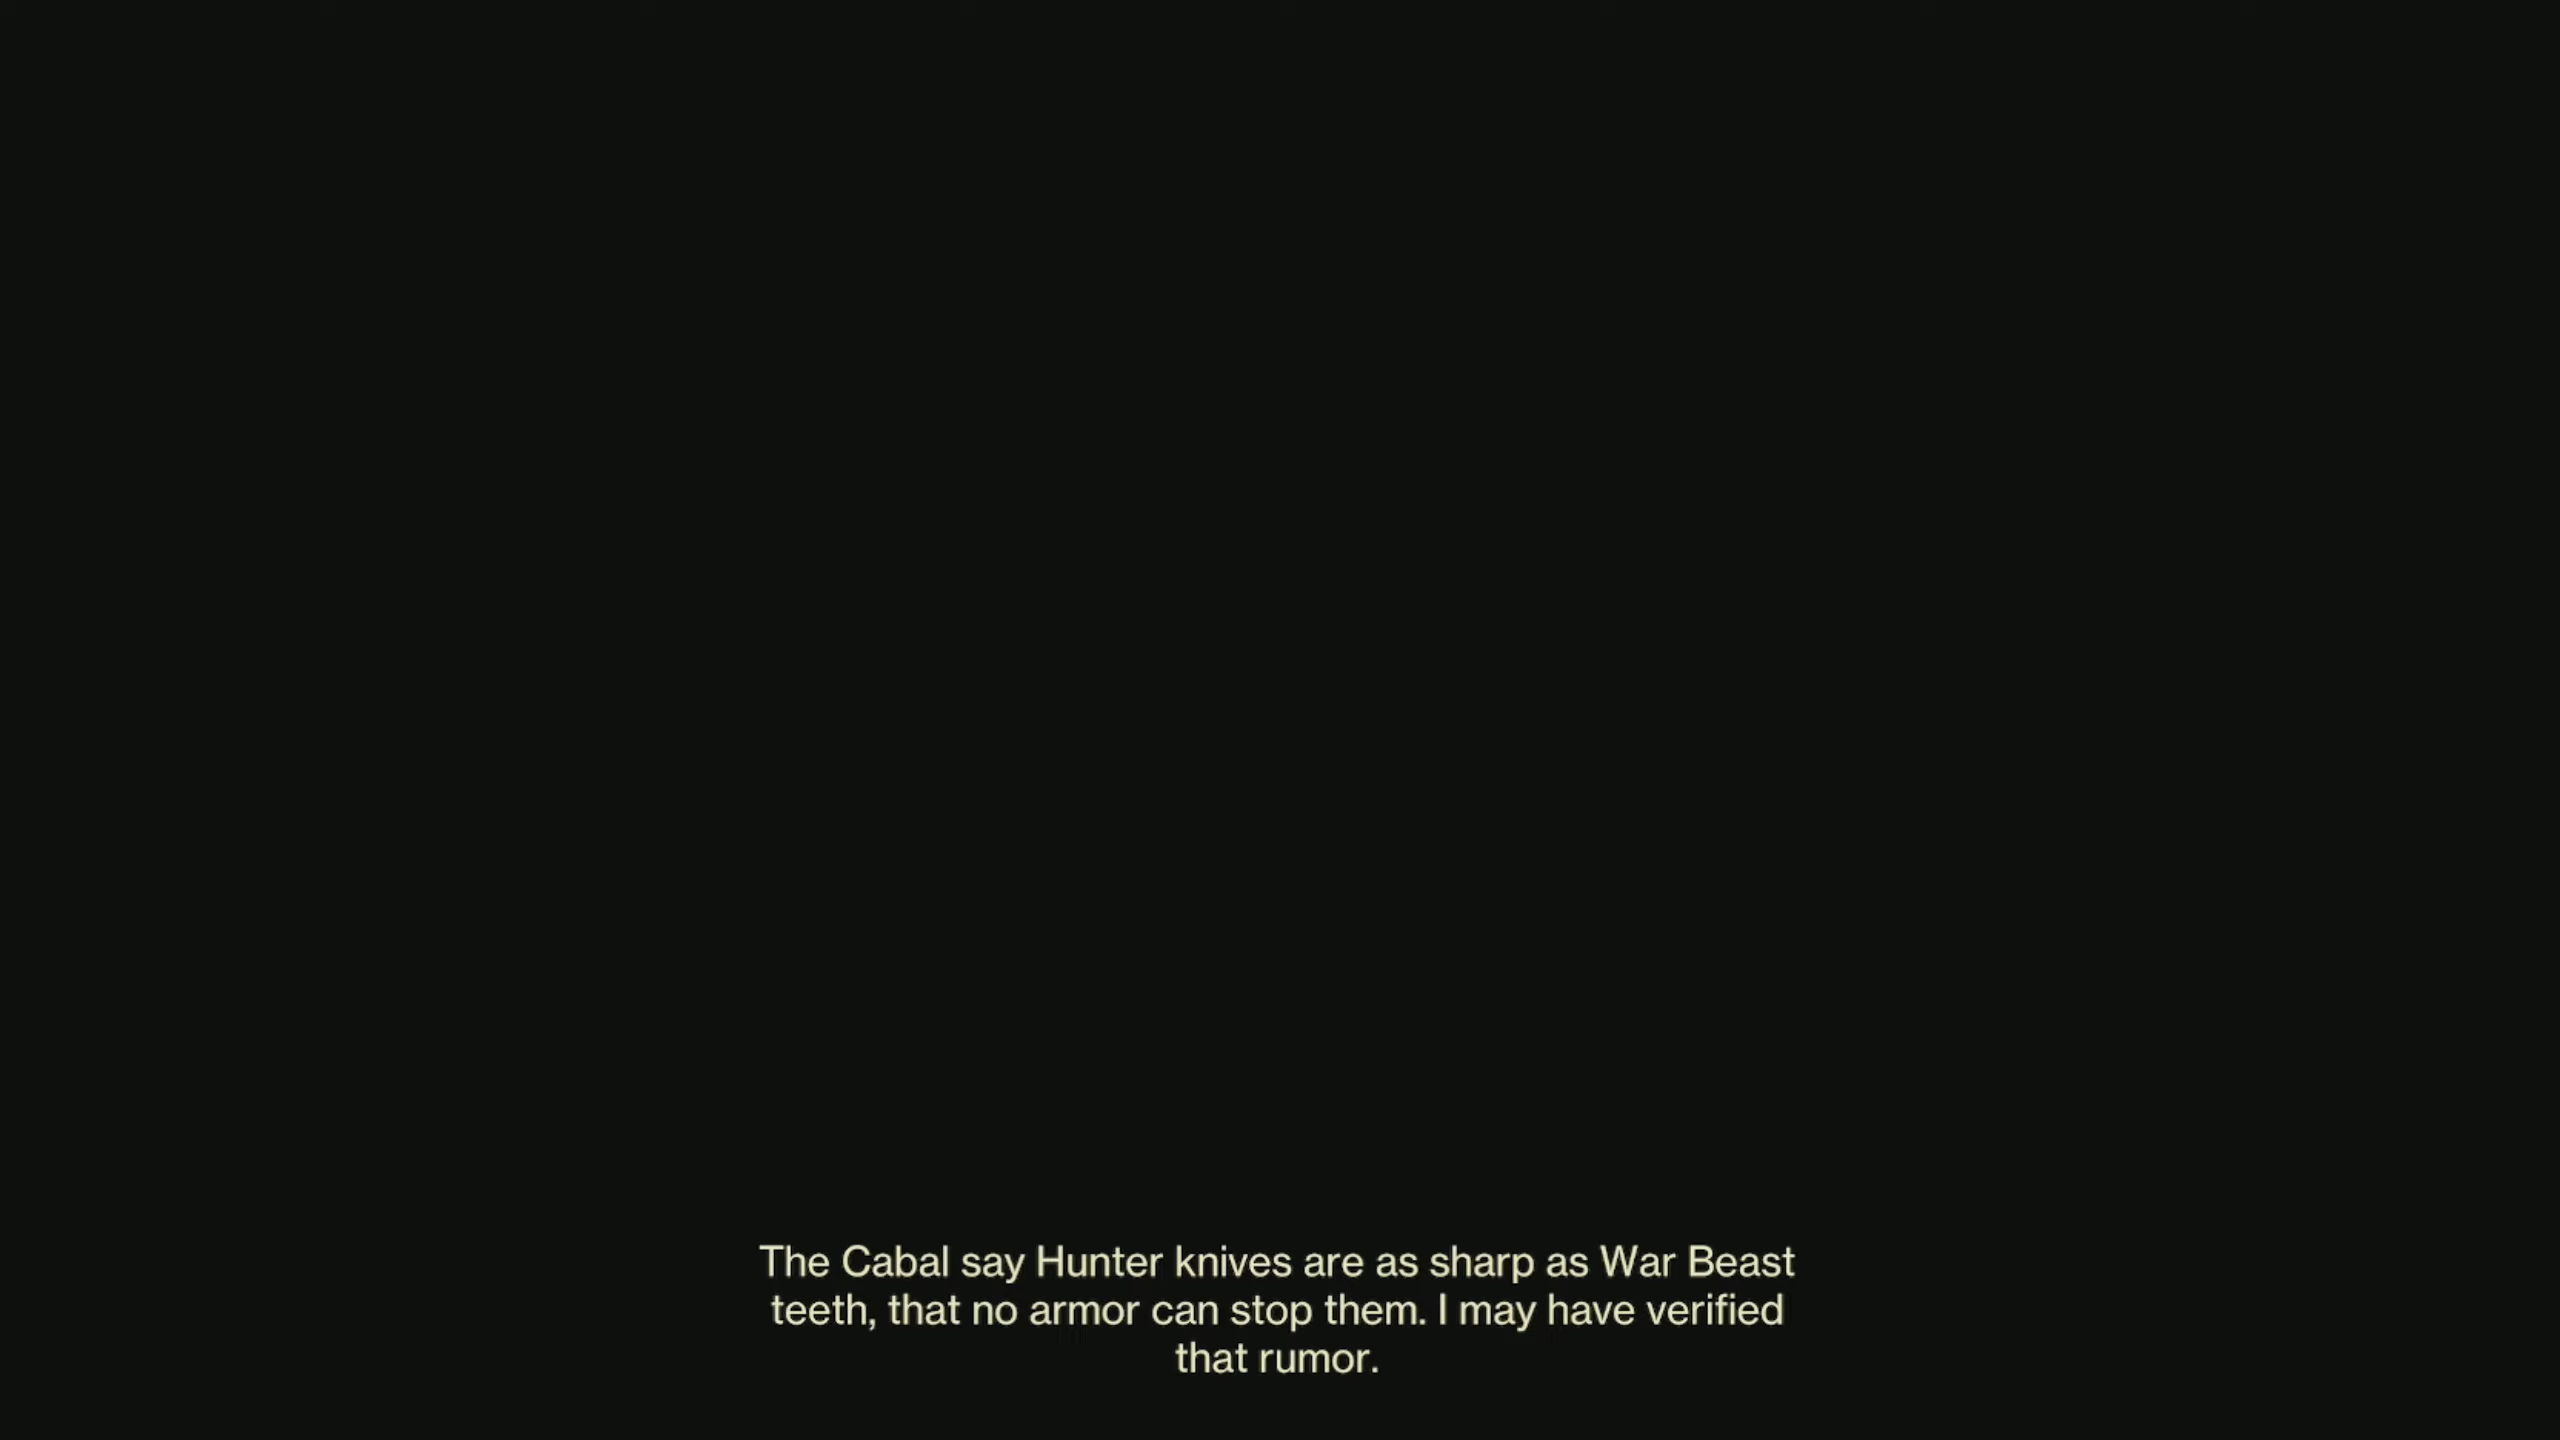 The Cabal say Hunter knives are as sharp as War Beast
teeth, that no armor can stop them. I may have verified
that rumor.